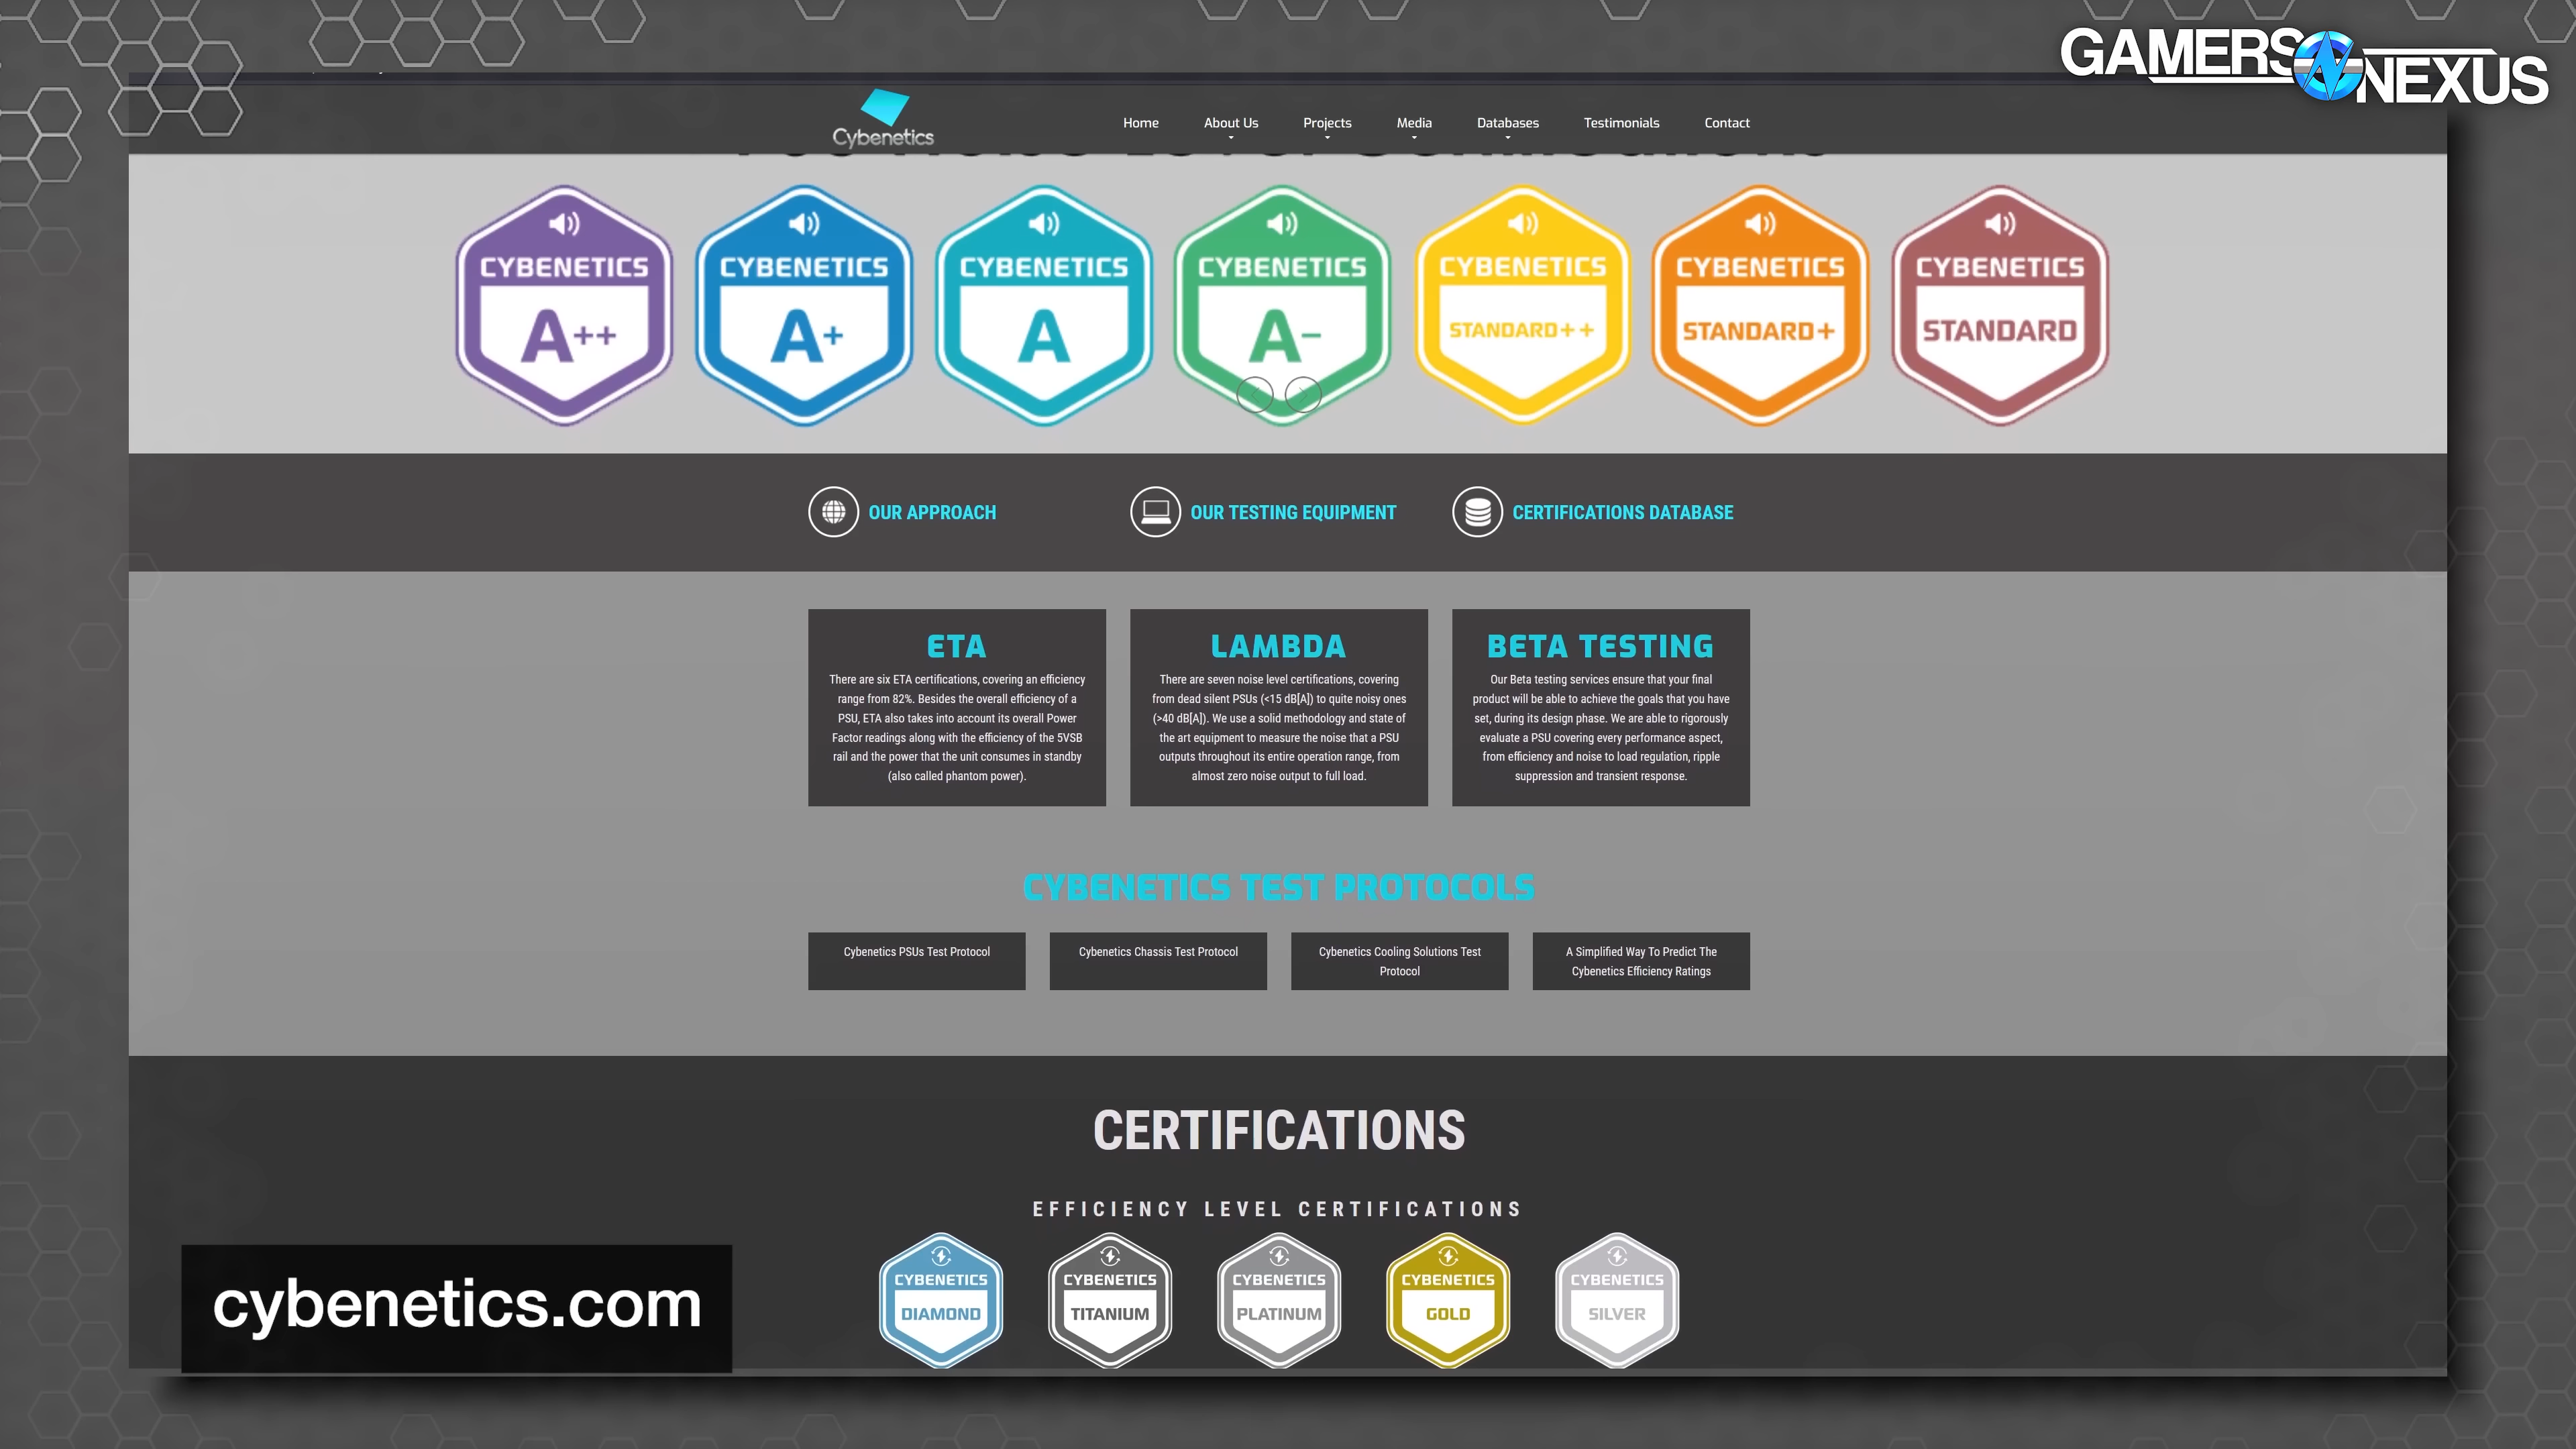 GAMERS NEXUS
Cybenetics
Home About Us Projects Media Databases Testimonials Contact
CYBENETICS A++
CYBENETICS A+
CYBENETICS A
CYBENETICS A-
CYBENETICS STANDARD++
CYBENETICS STANDARD+
CYBENETICS STANDARD
OUR APPROACH
OUR TESTING EQUIPMENT
CERTIFICATIONS DATABASE
ETA
There are six ETA certifications, covering an efficiency
range from 82%. Besides the overall efficiency of a
PSU, ETA also takes into account its overall Power
Factor readings along with the efficiency of the 5VSB
rail and the power that the unit consumes in standby
(also called phantom power).
LAMBDA
There are seven noise level certifications, covering
from dead silent PSUs (<15 dB[A]) to quite noisy ones
(>40 dB[A]). We use a solid methodology and state of
the art equipment to measure the noise that a PSU
outputs throughout its entire operation range, from
almost zero noise output to full load.
BETA TESTING
Our Beta testing services ensure that your final
product will be able to achieve the goals that you have
set, during its design phase. We are able to rigorously
evaluate a PSU covering every performance aspect,
from efficiency and noise to load regulation, ripple
suppression and transient response.
CYBENETICS TEST PROTOCOLS
Cybenetics PSUs Test Protocol
Cybenetics Chassis Test Protocol
Cybenetics Cooling Solutions Test
Protocol
A Simplified Way To Predict The
Cybenetics Efficiency Ratings
CERTIFICATIONS
EFFICIENCY LEVEL CERTIFICATIONS
CYBENETICS DIAMOND
CYBENETICS TITANIUM
CYBENETICS PLATINUM
CYBENETICS GOLD
CYBENETICS SILVER
cybenetics.com